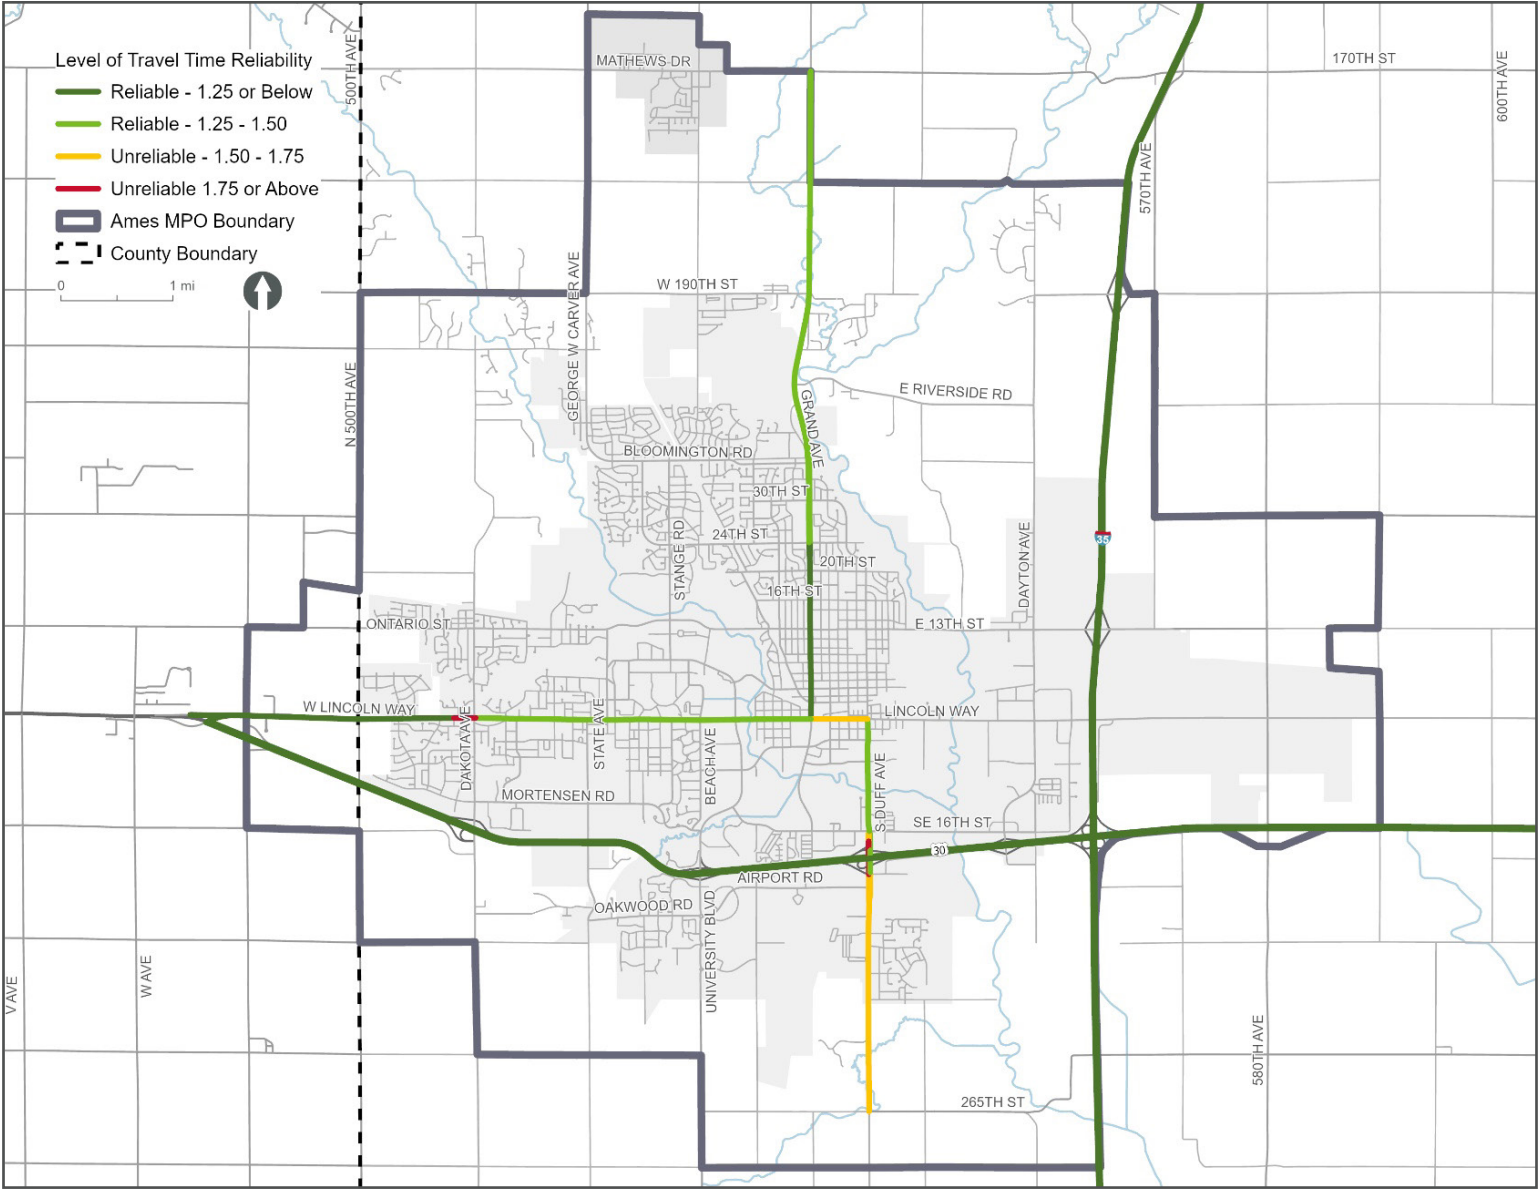 Level of Travel Time Reliability
Reliable - 1.25 or Below
Reliable - 1.25 - 1.50
Unreliable - 1.50 - 1.75
Unreliable 1.75 or Above
Ames MPO Boundary
County Boundary
0 1 mi
500TH AVE
MATHEWS DR
170TH ST
600TH AVE
570TH AVE
GEORGE W CARVER AVE
W 190TH ST
N 500TH AVE
E RIVERSIDE RD
GRAND AVE
BLOOMINGTON RD
30TH ST
24TH ST
STANGE RD
20TH ST
16TH ST
DAYTON AVE
35
ONTARIO ST
E 13TH ST
W LINCOLN WAY
LINCOLN WAY
DAKOTA AVE
STATE AVE
BEACH AVE
S DUFF AVE
MORTENSEN RD
SE 16TH ST
30
AIRPORT RD
OAKWOOD RD
UNIVERSITY BLVD
V AVE
W AVE
580TH AVE
265TH ST